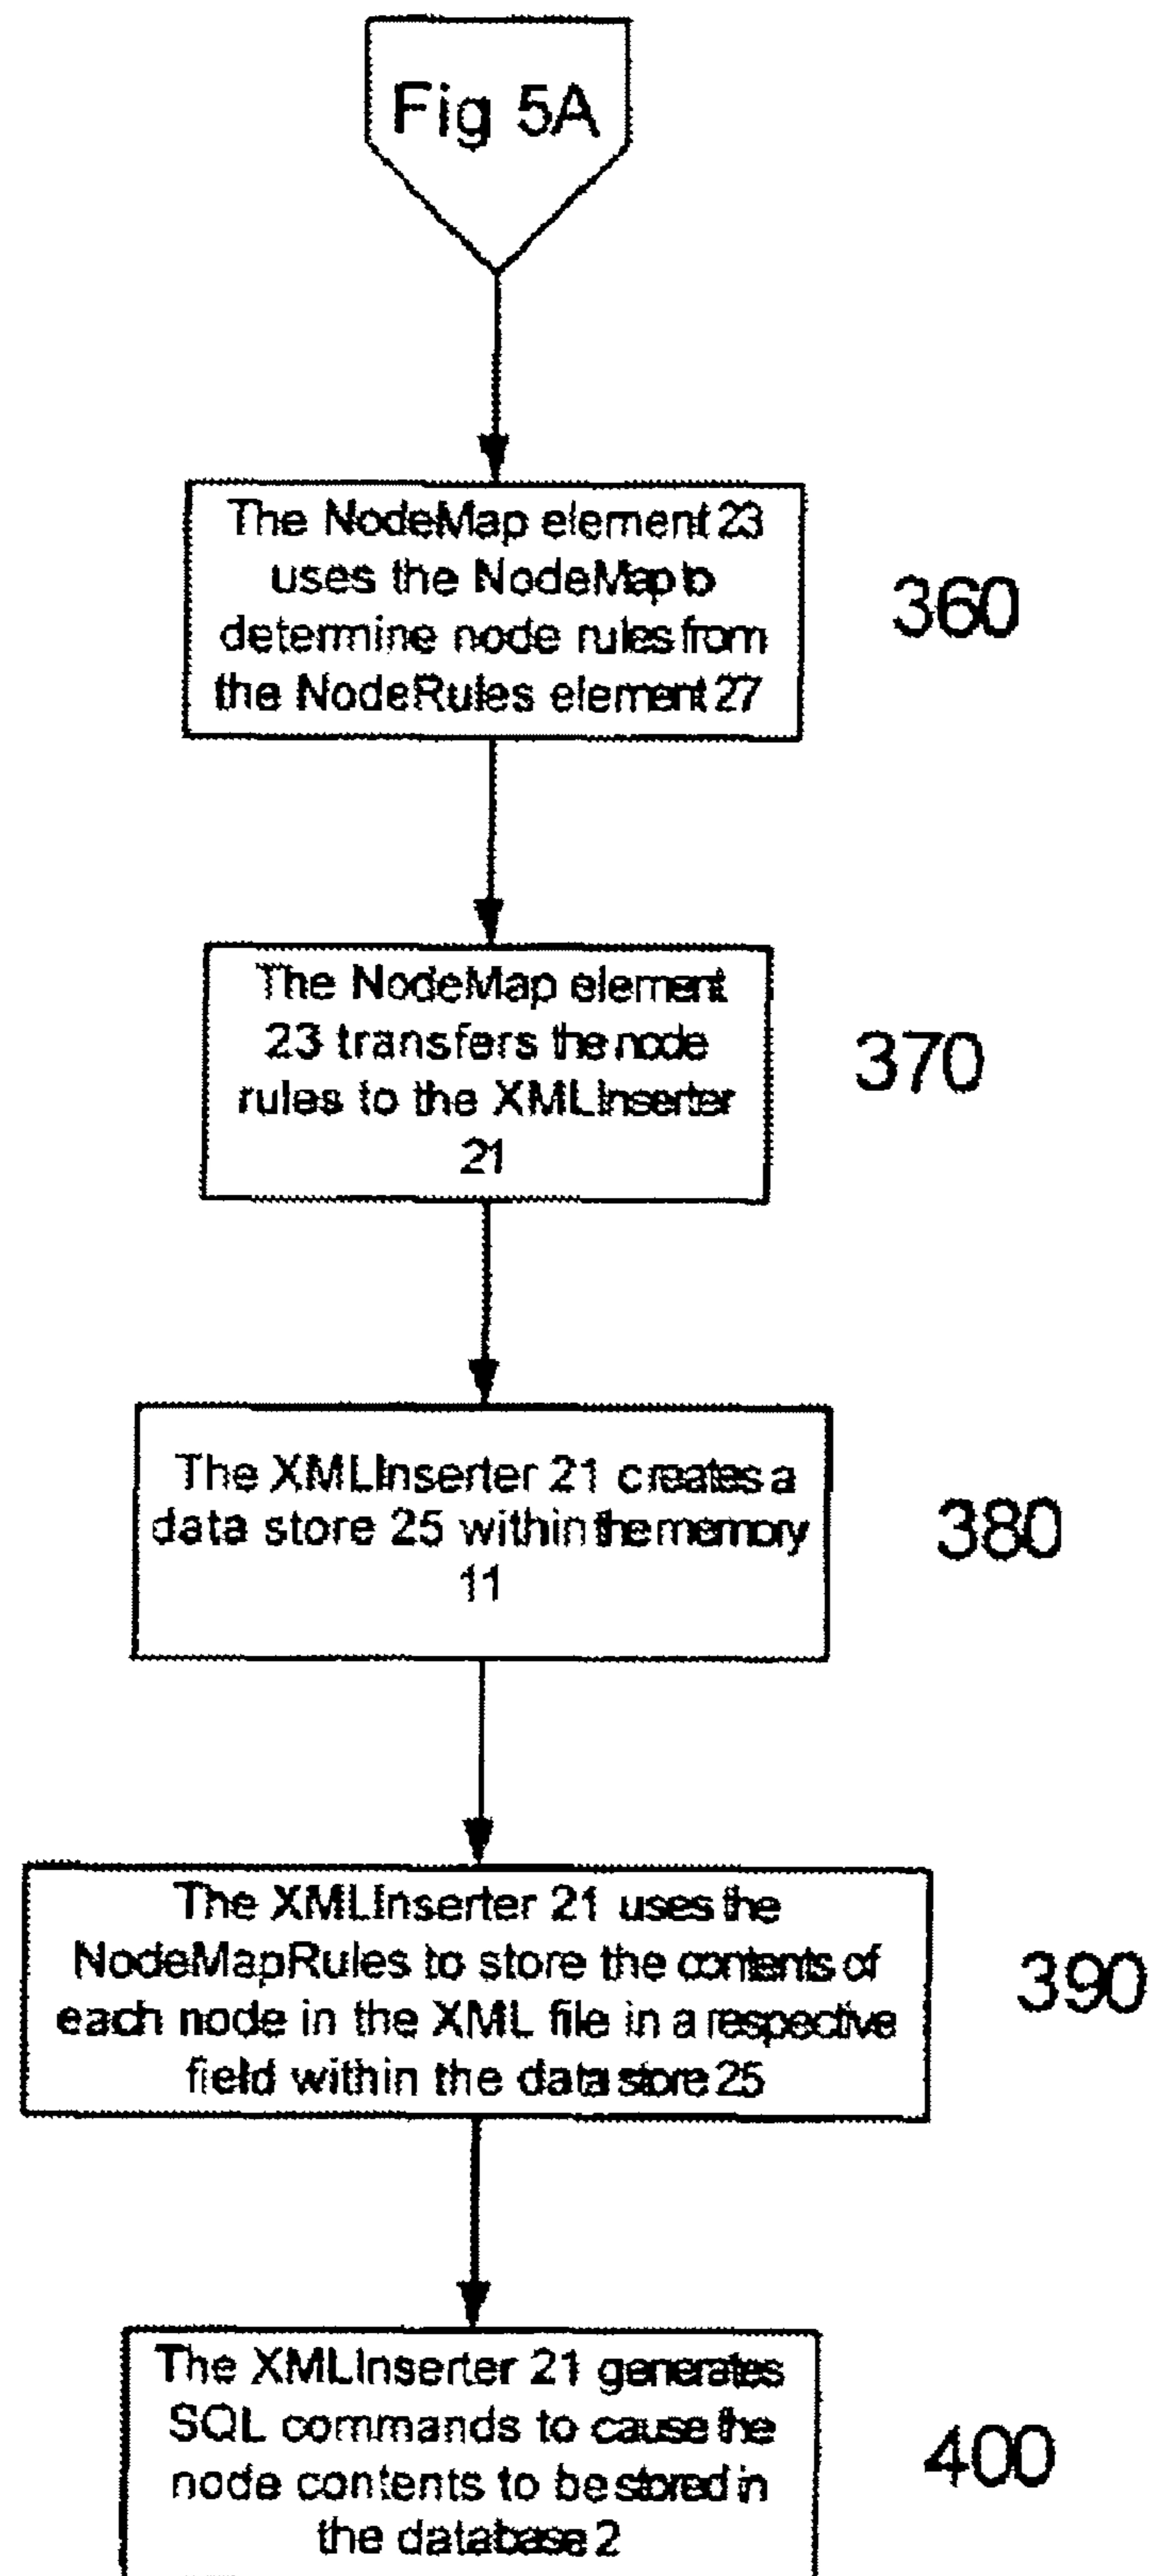 Fig 5A
The NodeMap element 23
uses the NodeMap to
determine node rules from
the NodeRules element 27
360
The NodeMap element
23 transfers the node
rules to the XMLInserter
21
370
The XMLInserter 21 creates a
data store 25 within the memory
11
380
The XMLInserter 21 uses the
NodeMapRules to store the contents of
each node in the XML file in a respective
field within the data store 25
390
The XMLInserter 21 generates
SQL commands to cause the
node contents to be stored in
the database 2
400